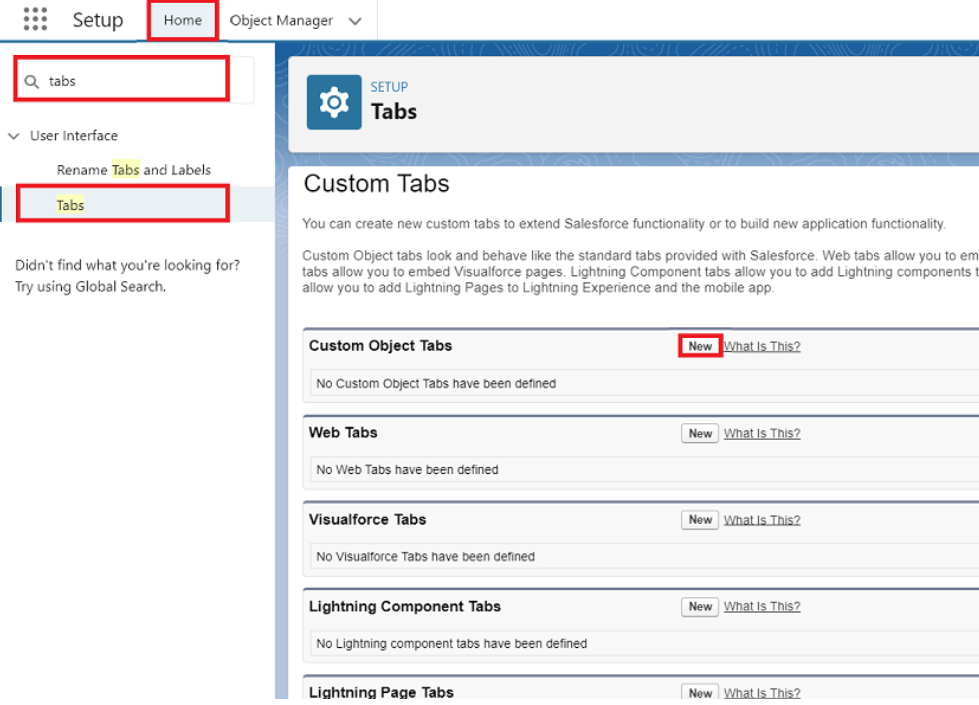 Setup Home Object Manager
tabs
User Interface
Rename Tabs and Labels
Tabs
Didn't find what you're looking for?
Try using Global Search.
SETUP
Tabs
Custom Tabs
You can create new custom tabs to extend Salesforce functionality or to build new application functionality.
Custom Object tabs look and behave like the standard tabs provided with Salesforce. Web tabs allow you to em
tabs allow you to embed Visualforce pages. Lightning Component tabs allow you to add Lightning components t
allow you to add Lightning Pages to Lightning Experience and the mobile app.
Custom Object Tabs New What Is This?
No Custom Object Tabs have been defined
Web Tabs New What Is This?
No Web Tabs have been defined
Visualforce Tabs New What Is This?
No Visualforce Tabs have been defined
Lightning Component Tabs New What Is This?
No Lightning component tabs have been defined
Lightning Page Tabs New What Is This?